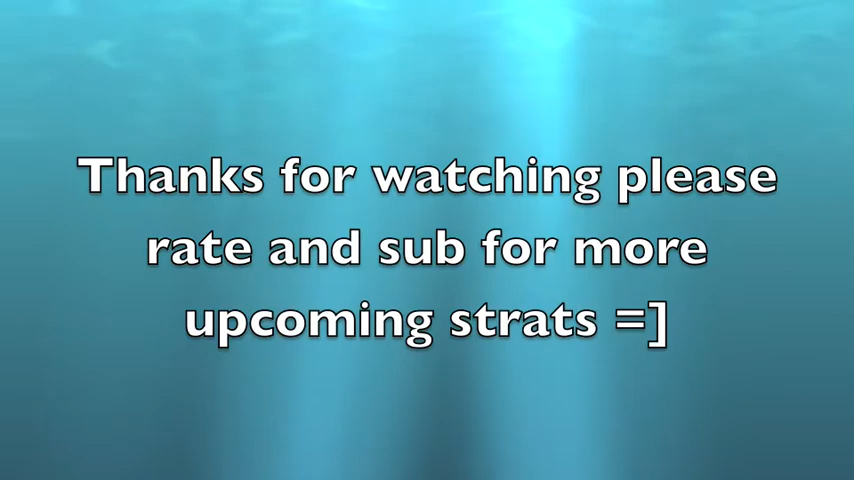 Thanks for watching please
rate and sub for more
upcoming strats =]